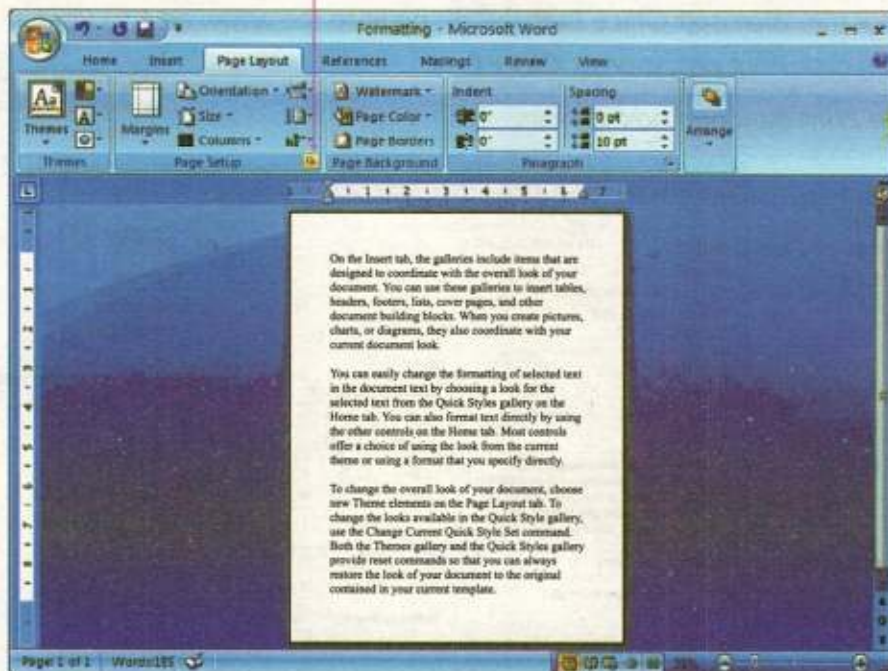 Formatting - Microsoft Word
Home Insert Page Layout References Mailings Review View
Themes Margins Orientation Size Columns Watermark Page Color Page Borders Indent 0" 0" Spacing 0 pt 10 pt Arrange
Themes Page Setup Page Background Paragraph
L
1 2 3 4 5 6 7
On the Insert tab, the galleries include items that are
designed to coordinate with the overall look of your
document. You can use these galleries to insert tables,
headers, footers, lists, cover pages, and other
document building blocks. When you create pictures,
charts, or diagrams, they also coordinate with your
current document look.
You can easily change the formatting of selected text
in the document text by choosing a look for the
selected text from the Quick Styles gallery on the
Home tab. You can also format text directly by using
the other controls on the Home tab. Most controls
offer a choice of using the look from the current
theme or using a format that you specify directly.
To change the overall look of your document, choose
new Theme elements on the Page Layout tab. To
change the looks available in the Quick Style gallery,
use the Change Current Quick Style Set command.
Both the Themes gallery and the Quick Styles gallery
provide reset commands so that you can always
restore the look of your document to the original
contained in your current template.
Page: 1 of 1 Words:185